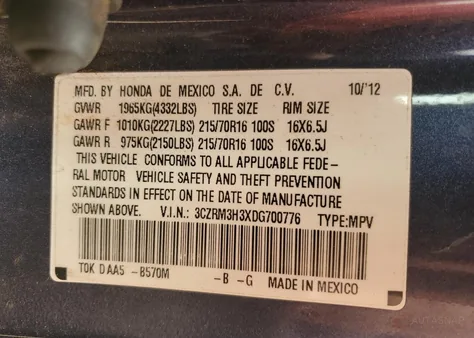 MFD. BY HONDA DE MEXICO S.A. DE C.V. 10/'12
GVWR 1965KG(4332LBS) TIRE SIZE RIM SIZE
GAWR F 1010KG(2227LBS) 215/70R16 100S 16X6.5J
GAWR R 975KG(2150LBS) 215/70R16 100S 16X6.5J
THIS VEHICLE CONFORMS TO ALL APPLICABLE FEDE-
RAL MOTOR VEHICLE SAFETY AND THEFT PREVENTION
STANDARDS IN EFFECT ON THE DATE OF MANUFACTURE
SHOWN ABOVE. V.I.N.: 3CZRM3H3XDG700776 TYPE:MPV
T0K D AA5 -B570M -B -G MADE IN MEXICO